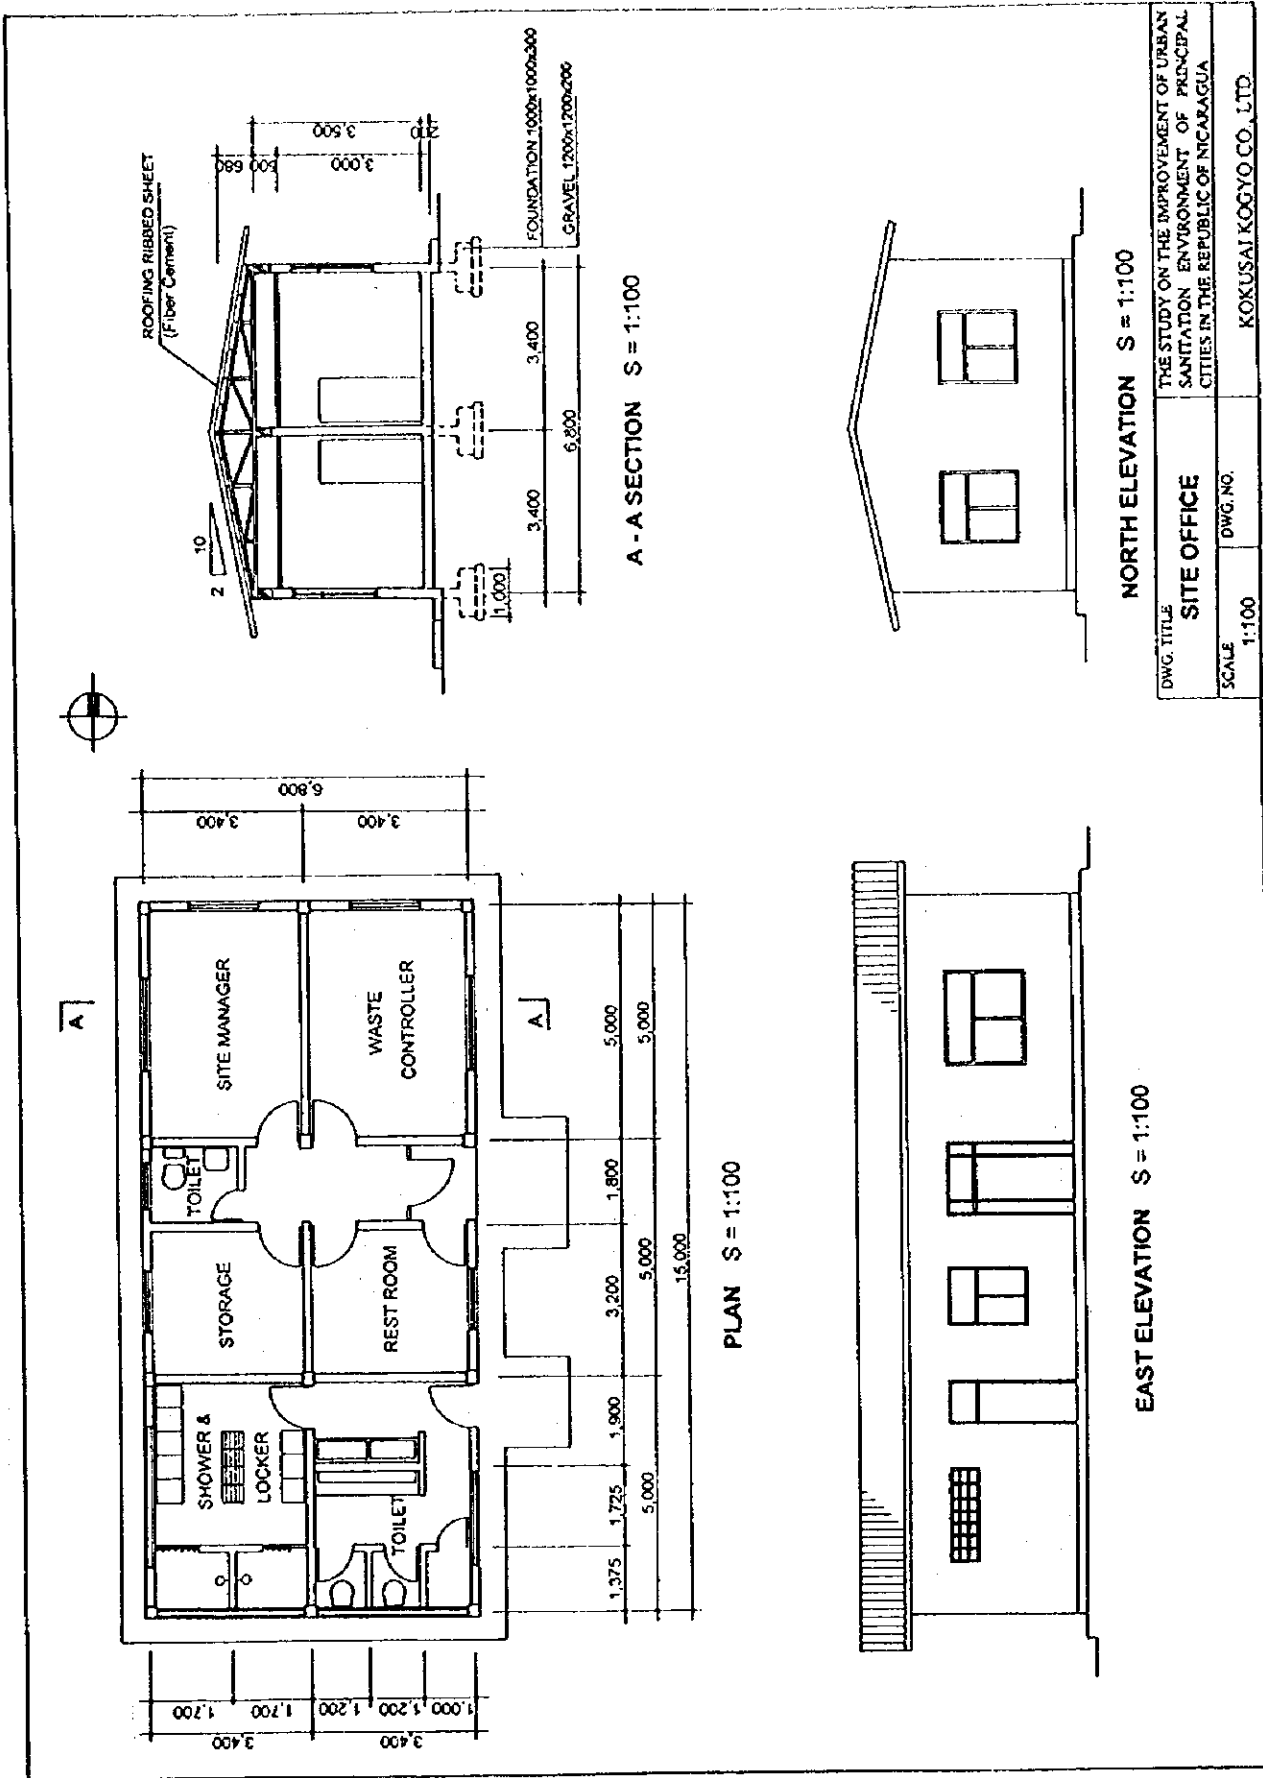 A
A
SITE MANAGER
WASTE
CONTROLLER
TOILET
STORAGE
REST ROOM
SHOWER &
LOCKER
TOILET
3,400
3,400
6,800
1,700
1,700
1,200
1,200
1,000
3,400
3,400
1,375
1,725
1,900
3,200
1,800
5,000
5,000
5,000
5,000
15,000
PLAN S = 1:100
ROOFING RIBBED SHEET
(Fiber Cement)
2
10
680
500
3,000
3,500
FOUNDATION 1000x1000x300
GRAVEL 1200x1200x200
1,000
3,400
3,400
6,800
A - A SECTION S = 1:100
EAST ELEVATION S = 1:100
NORTH ELEVATION S = 1:100
DWG. TITLE
SITE OFFICE
THE STUDY ON THE IMPROVEMENT OF URBAN
SANITATION ENVIRONMENT OF PRINCIPAL
CITIES IN THE REPUBLIC OF NICARAGUA
SCALE
1:100
DWG. NO.
KOKUSAI KOGYO CO., LTD.